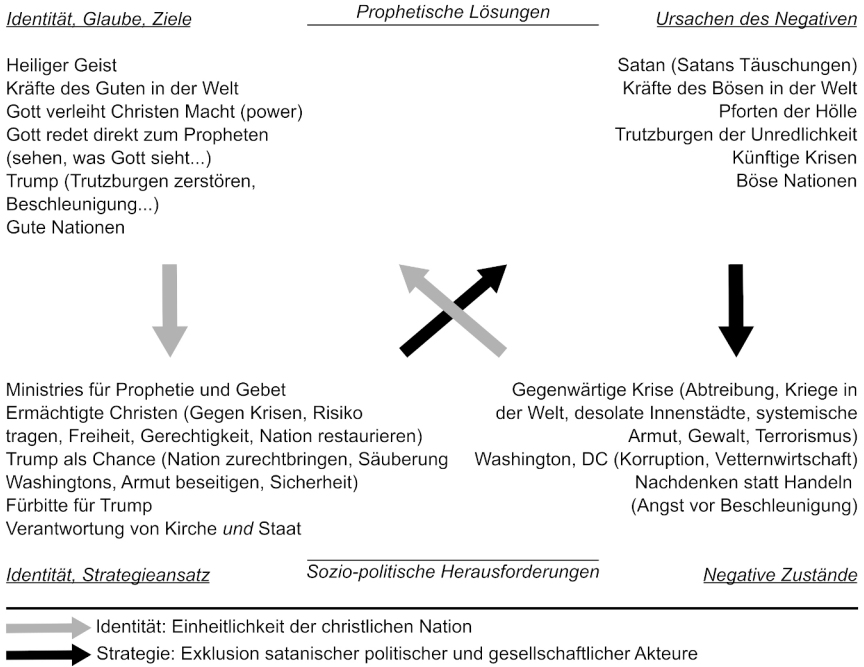 Identität, Glaube, Ziele
Prophetische Lösungen
Ursachen des Negativen
Heiliger Geist
Kräfte des Guten in der Welt
Gott verleiht Christen Macht (power)
Gott redet direkt zum Propheten
(sehen, was Gott sieht...)
Trump (Trutzburgen zerstören,
Beschleunigung...)
Gute Nationen
Satan (Satans Täuschungen)
Kräfte des Bösen in der Welt
Pforten der Hölle
Trutzburgen der Unredlichkeit
Künftige Krisen
Böse Nationen
Ministries für Prophetie und Gebet
Ermächtigte Christen (Gegen Krisen, Risiko
tragen, Freiheit, Gerechtigkeit, Nation restaurieren)
Trump als Chance (Nation zurechtbringen, Säuberung
Washingtons, Armut beseitigen, Sicherheit)
Fürbitte für Trump
Verantwortung von Kirche und Staat
Gegenwärtige Krise (Abtreibung, Kriege in
der Welt, desolate Innenstädte, systemische
Armut, Gewalt, Terrorismus)
Washington, DC (Korruption, Vetternwirtschaft)
Nachdenken statt Handeln
(Angst vor Beschleunigung)
Identität, Strategieansatz
Sozio-politische Herausforderungen
Negative Zustände
Identität: Einheitlichkeit der christlichen Nation
Strategie: Exklusion satanischer politischer und gesellschaftlicher Akteure